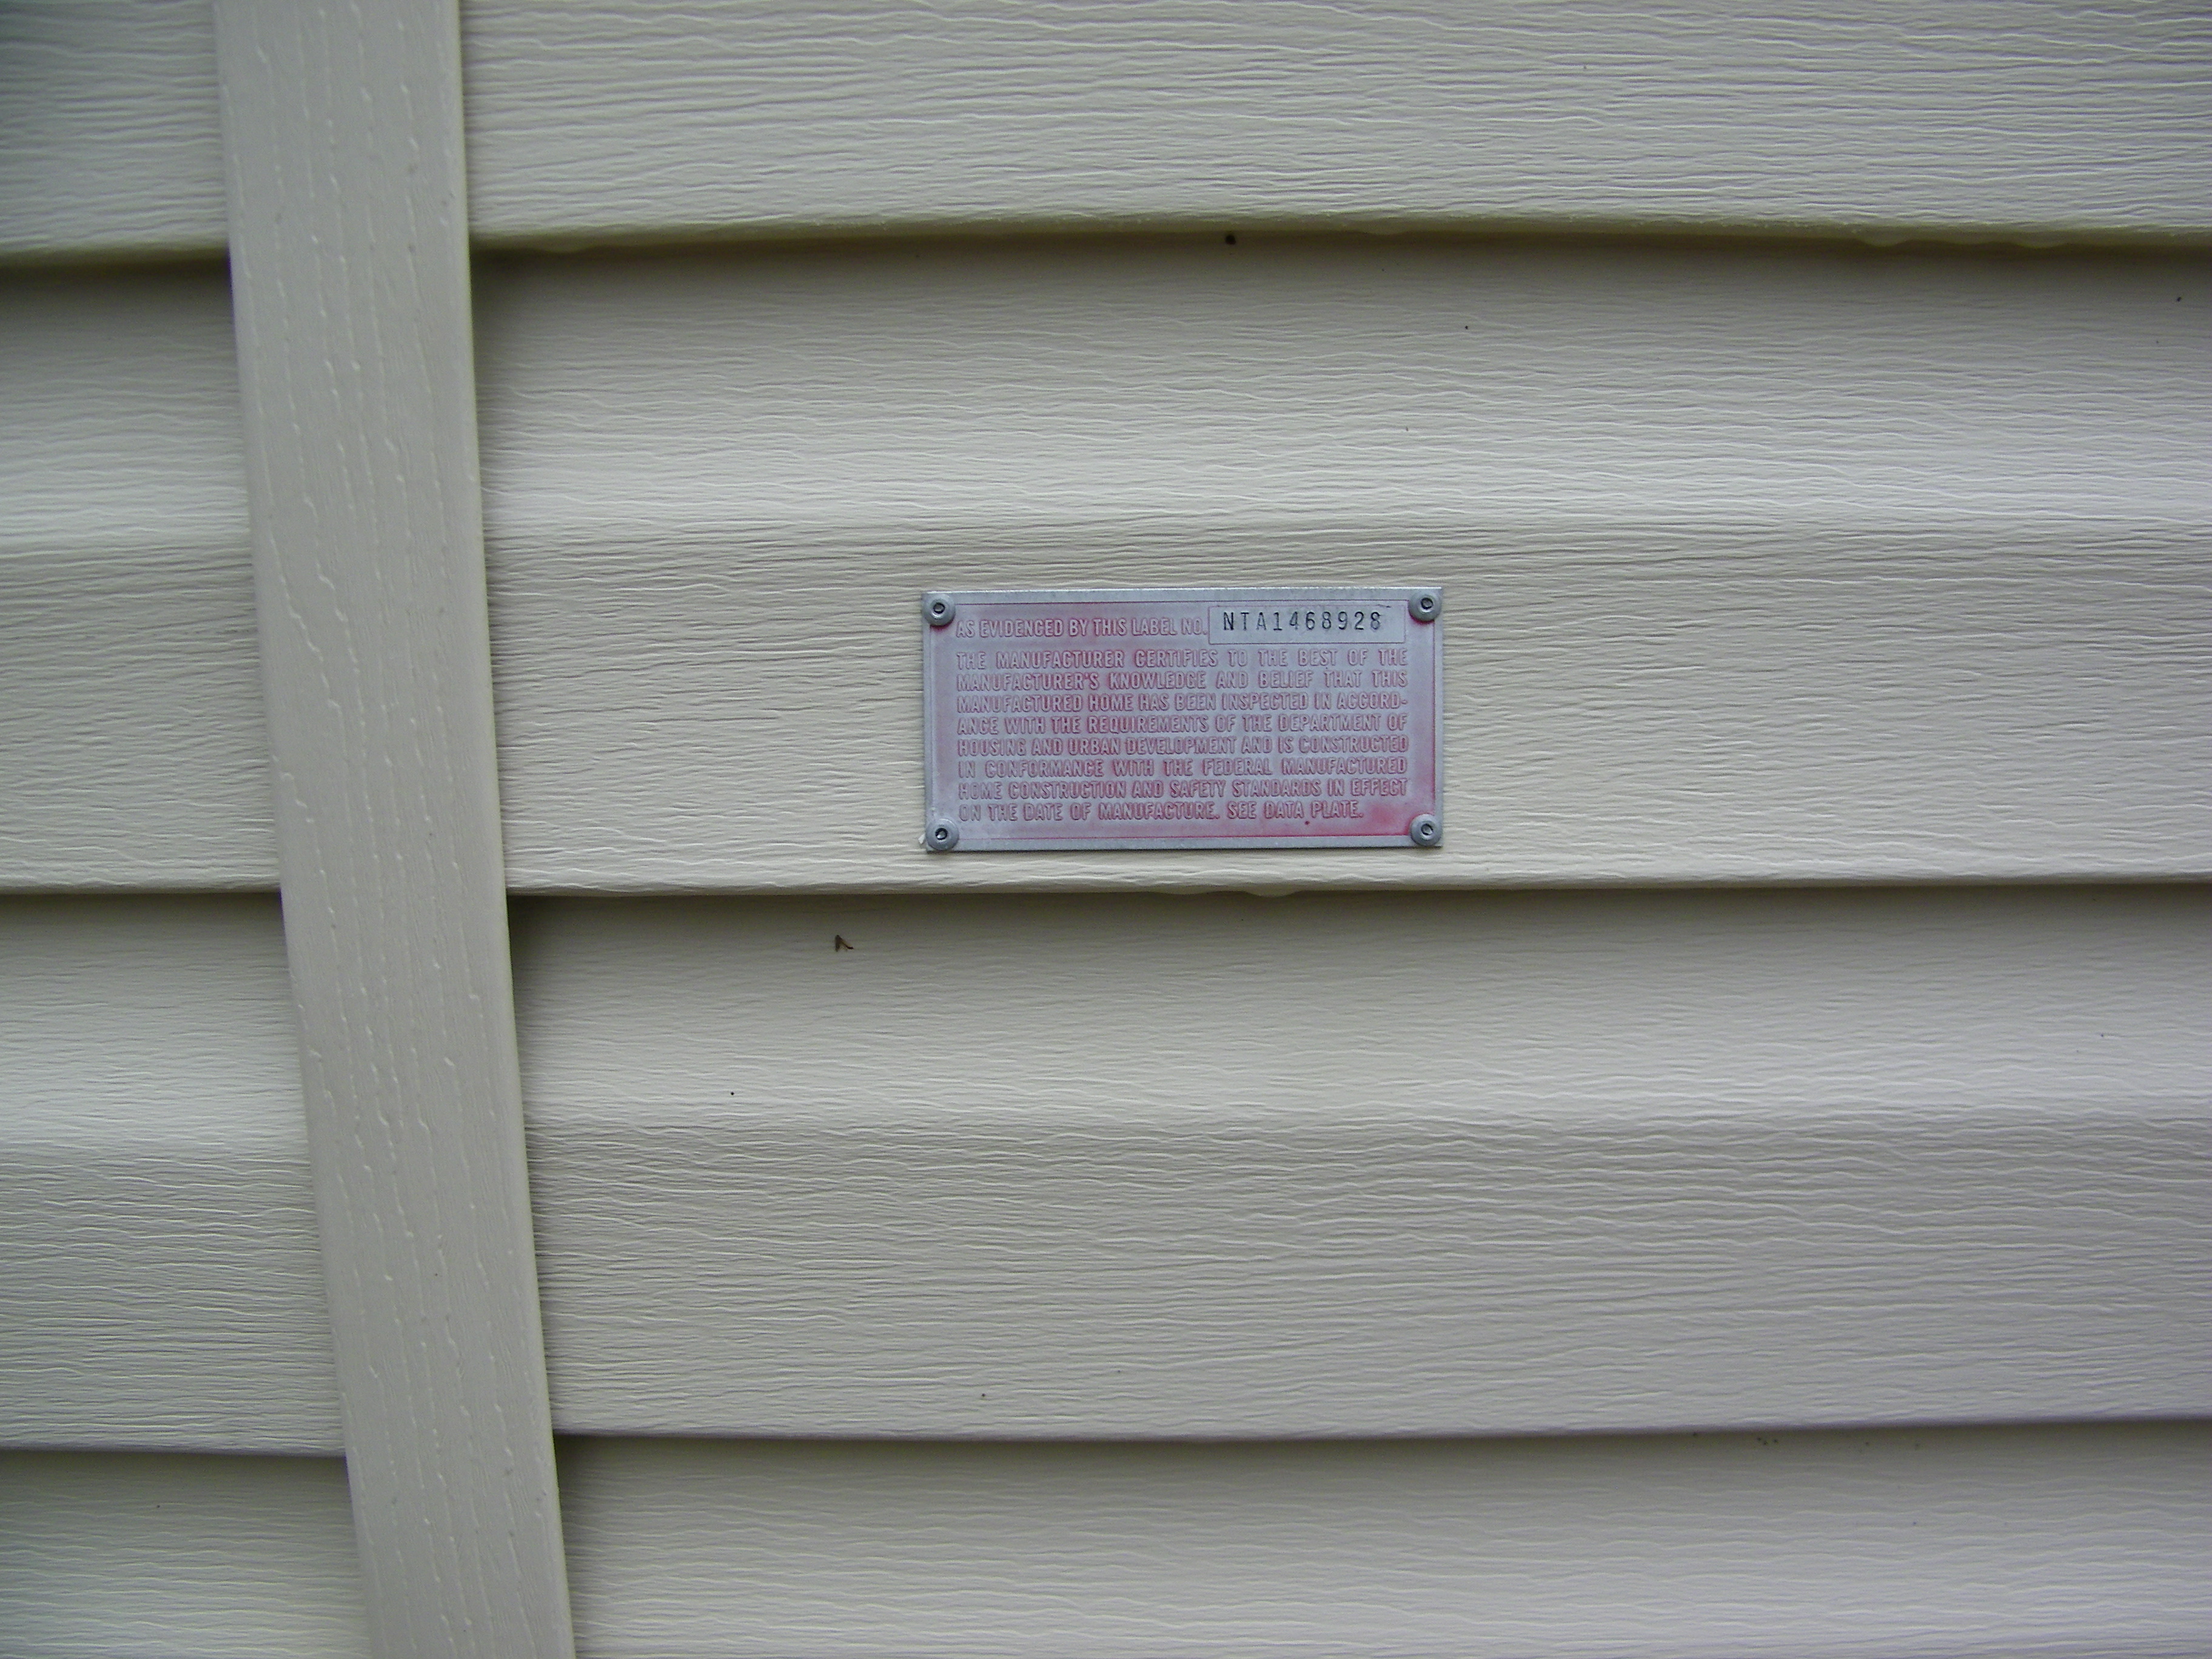 AS EVIDENCED BY THIS LABEL NO. NTA1468928
THE MANUFACTURER CERTIFIES TO THE BEST OF THE
MANUFACTURER'S KNOWLEDGE AND BELIEF THAT THIS
MANUFACTURED HOME HAS BEEN INSPECTED IN ACCORD-
ANCE WITH THE REQUIREMENTS OF THE DEPARTMENT OF
HOUSING AND URBAN DEVELOPMENT AND IS CONSTRUCTED
IN CONFORMANCE WITH THE FEDERAL MANUFACTURED
HOME CONSTRUCTION AND SAFETY STANDARDS IN EFFECT
ON THE DATE OF MANUFACTURE. SEE DATA PLATE.